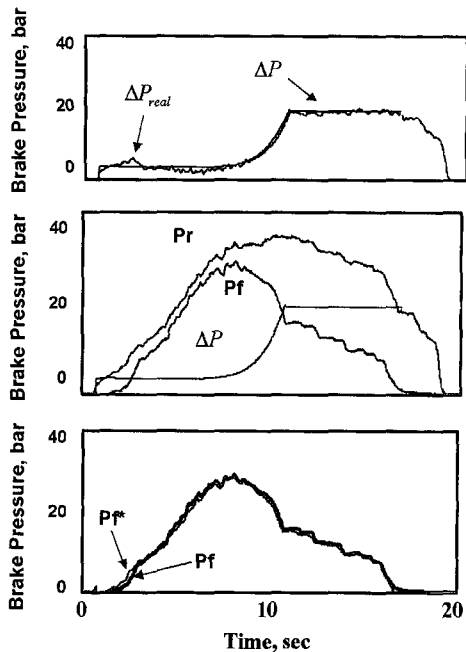 Brake Pressure, bar
40
20
0
ΔP_real
ΔP
Brake Pressure, bar
40
20
0
Pr
Pf
ΔP
Brake Pressure, bar
40
20
0
Pf*
Pf
0
10
20
Time, sec